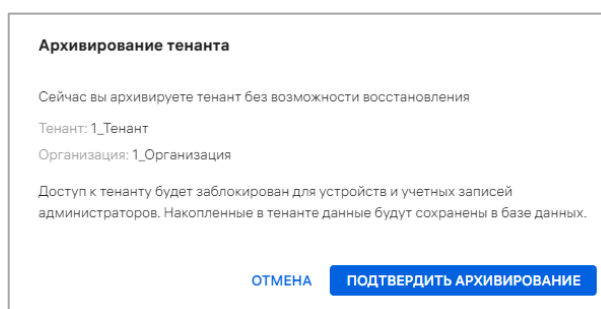 Архивирование тенанта
Сейчас вы архивируете тенант без возможности восстановления
Тенант: 1_Тенант
Организация: 1_Организация
Доступ к тенанту будет заблокирован для устройств и учетных записей
администраторов. Накопленные в тенанте данные будут сохранены в базе данных.
ОТМЕНА ПОДТВЕРДИТЬ АРХИВИРОВАНИЕ